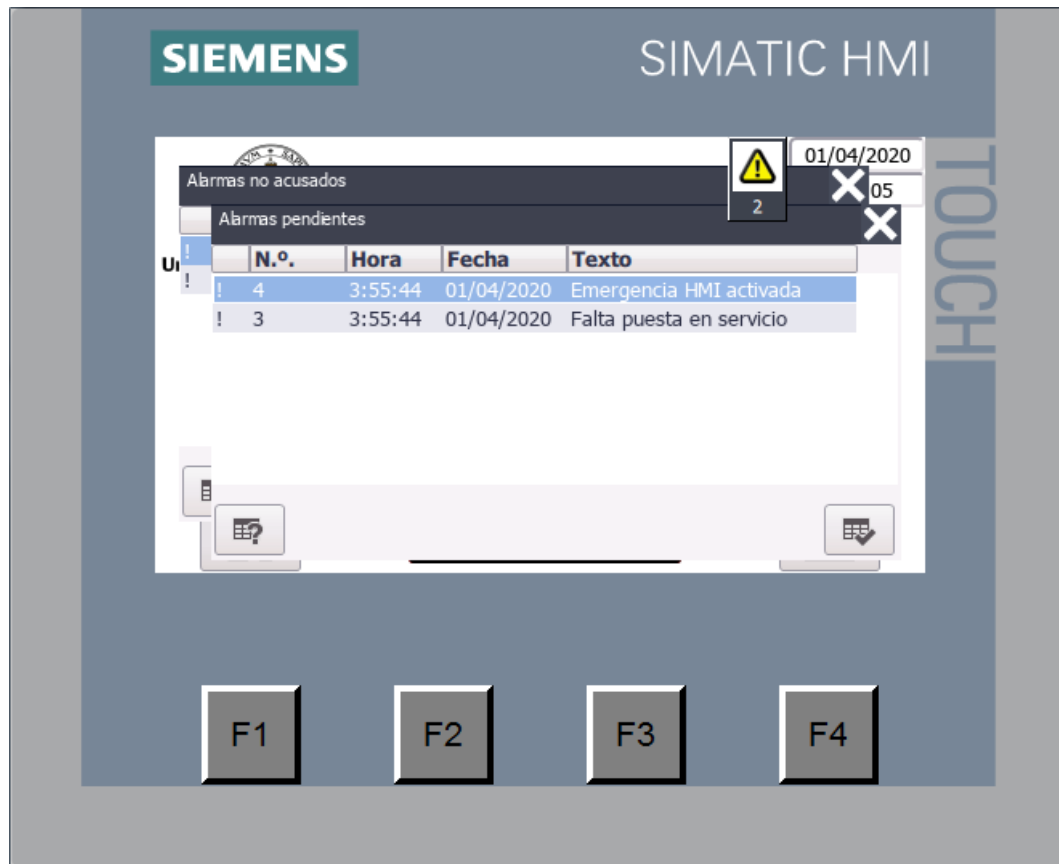 SIEMENS
SIMATIC HMI
TOUCH
01/04/2020
05
Alarmas no acusados
2
Alarmas pendientes
N.º. Hora Fecha Texto
! 4 3:55:44 01/04/2020 Emergencia HMI activada
! 3 3:55:44 01/04/2020 Falta puesta en servicio
!
!
F1 F2 F3 F4